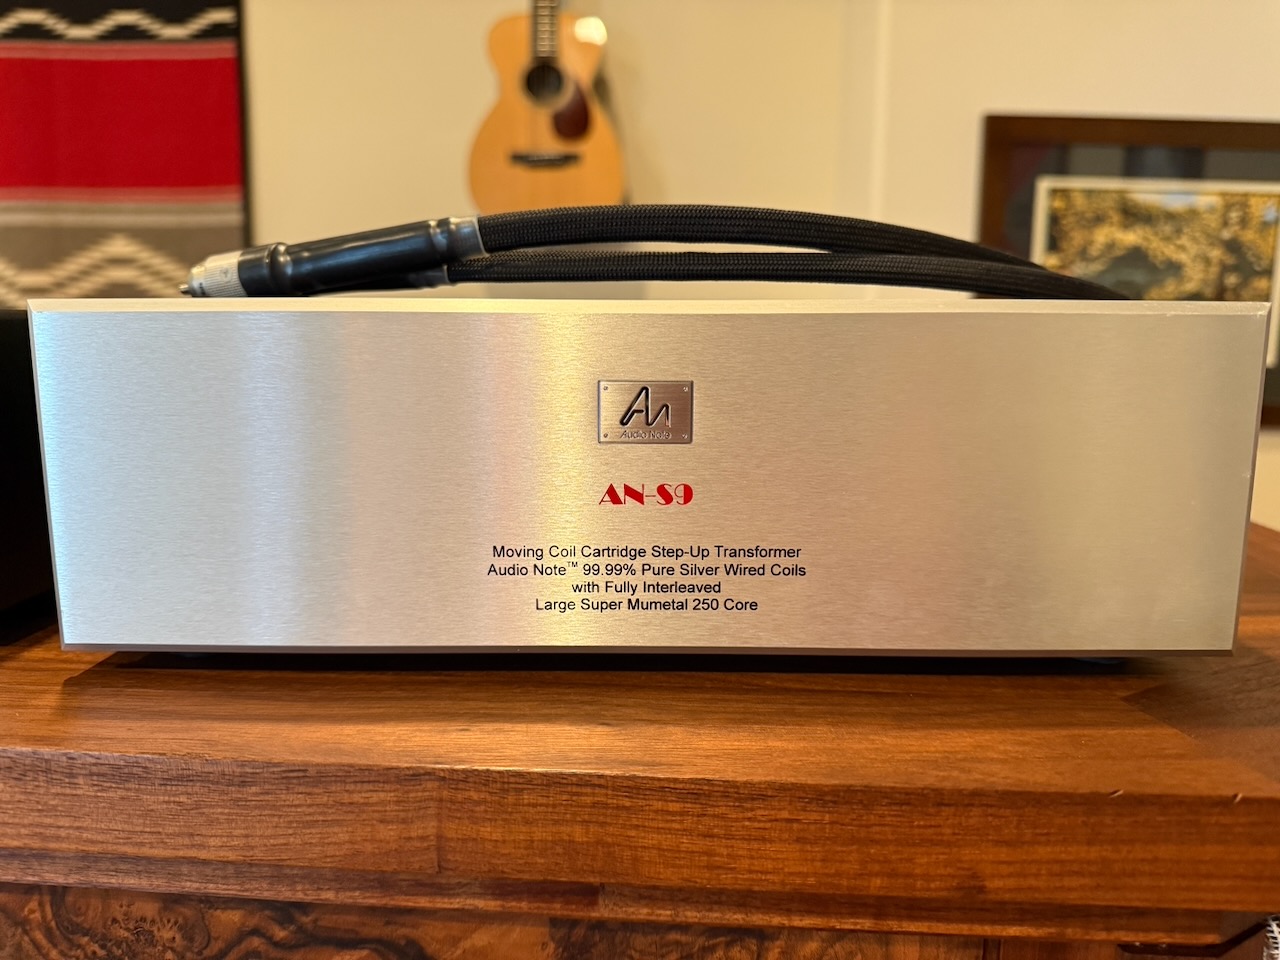 AN
Audio Note
AN-S9
Moving Coil Cartridge Step-Up Transformer
Audio Note™ 99.99% Pure Silver Wired Coils
with Fully Interleaved
Large Super Mumetal 250 Core